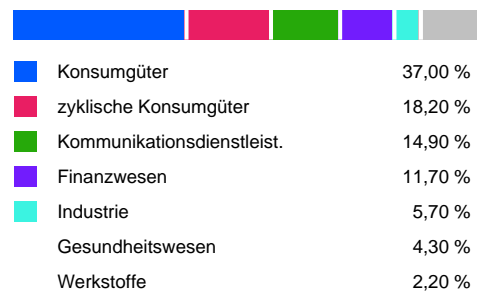 Konsumgüter 37,00 %
zyklische Konsumgüter 18,20 %
Kommunikationsdienstleist. 14,90 %
Finanzwesen 11,70 %
Industrie 5,70 %
Gesundheitswesen 4,30 %
Werkstoffe 2,20 %